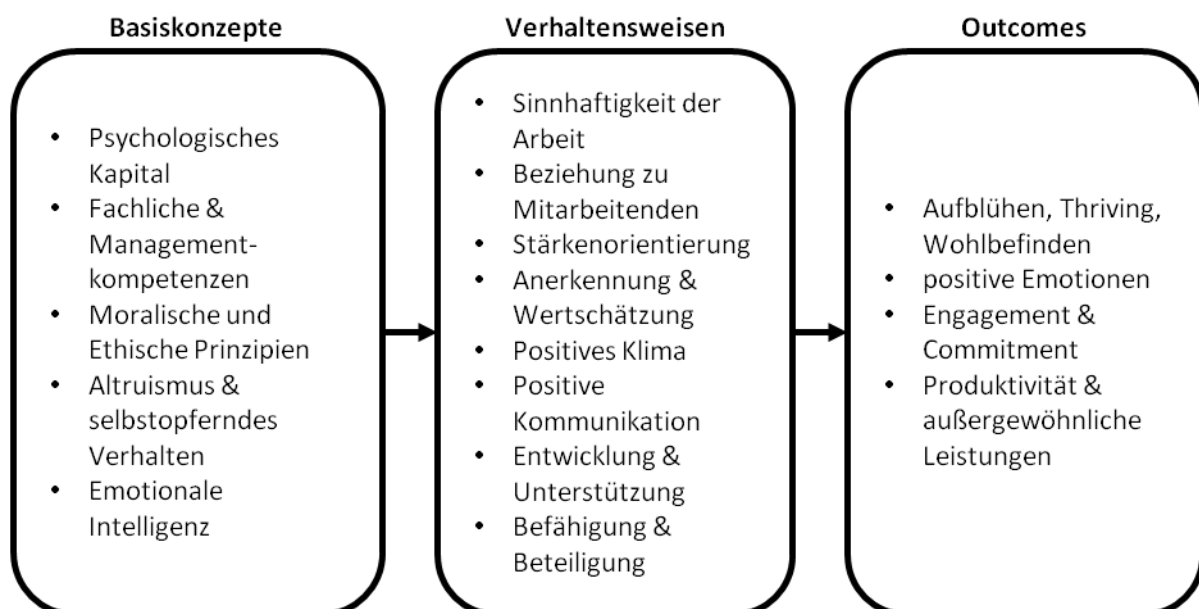 Basiskonzepte
• Psychologisches
Kapital
• Fachliche &
Management-
kompetenzen
• Moralische und
Ethische Prinzipien
• Altruismus &
selbstopferndes
Verhalten
• Emotionale
Intelligenz
Verhaltensweisen
• Sinnhaftigkeit der
Arbeit
• Beziehung zu
Mitarbeitenden
• Stärkenorientierung
• Anerkennung &
Wertschätzung
• Positives Klima
• Positive
Kommunikation
• Entwicklung &
Unterstützung
• Befähigung &
Beteiligung
Outcomes
• Aufblühen, Thriving,
Wohlbefinden
• positive Emotionen
• Engagement &
Commitment
• Produktivität &
außergewöhnliche
Leistungen